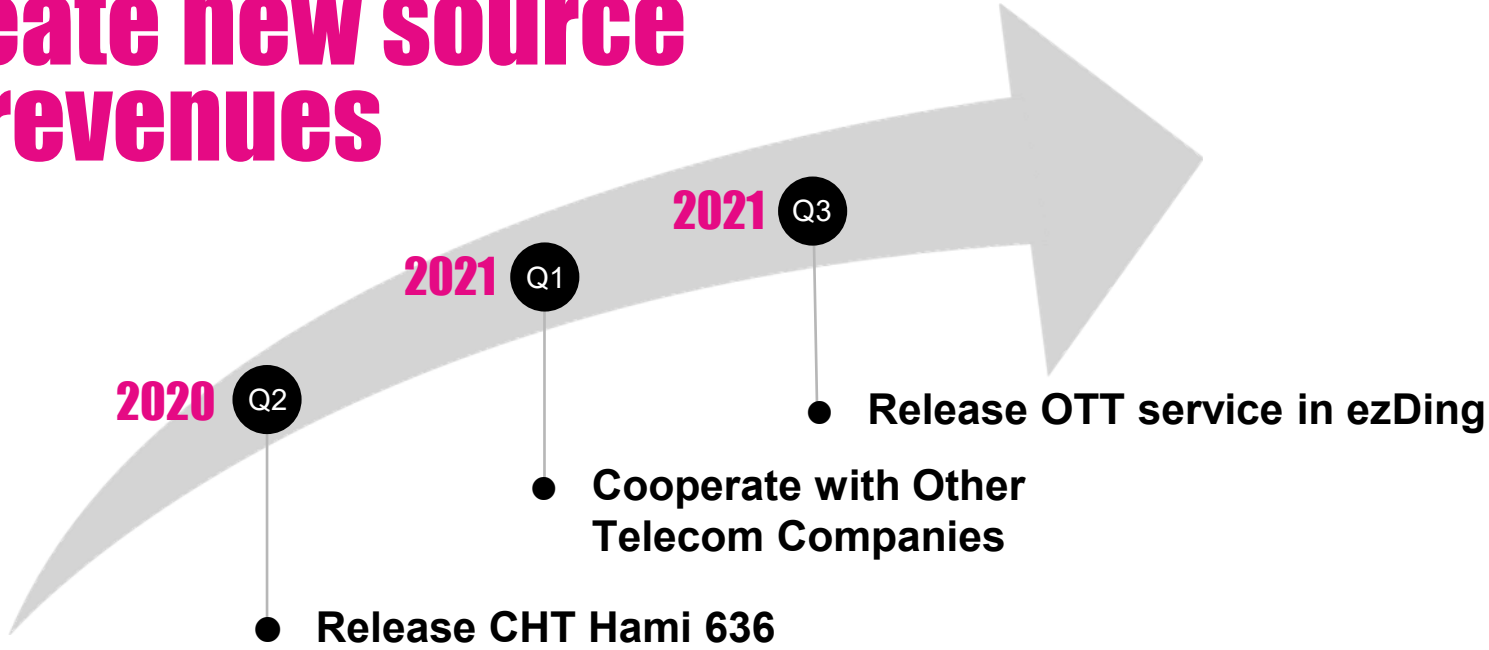 eate new source
revenues
2021 Q3
2021 Q1
2020 Q2
Release OTT service in ezDing
Cooperate with Other
Telecom Companies
Release CHT Hami 636